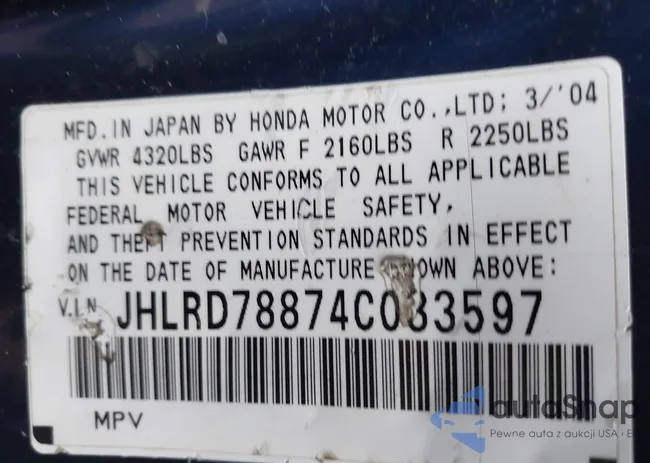 MFD. IN JAPAN BY HONDA MOTOR CO.,LTD; 3/'04
GVWR 4320LBS GAWR F 2160LBS R 2250LBS
THIS VEHICLE CONFORMS TO ALL APPLICABLE
FEDERAL MOTOR VEHICLE SAFETY,
AND THEFT PREVENTION STANDARDS IN EFFECT
ON THE DATE OF MANUFACTURE SHOWN ABOVE:
V.I.N. JHLRD78874C033597
MPV
autaSnap
Pewne auta z aukcji USA